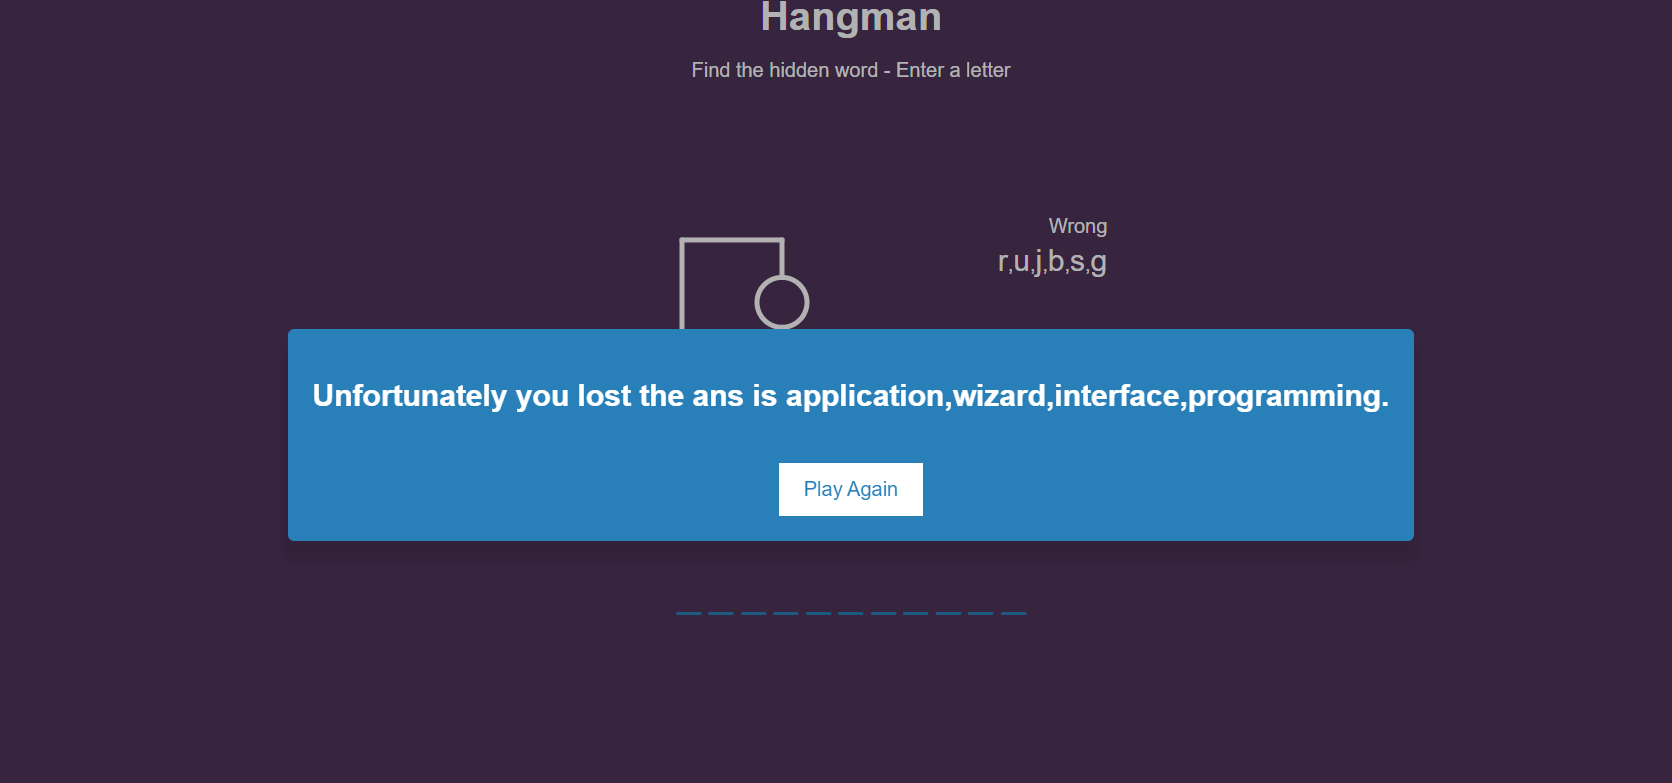 Hangman
Find the hidden word - Enter a letter
Wrong
r,u,j,b,s,g
Unfortunately you lost the ans is application,wizard,interface,programming.
Play Again